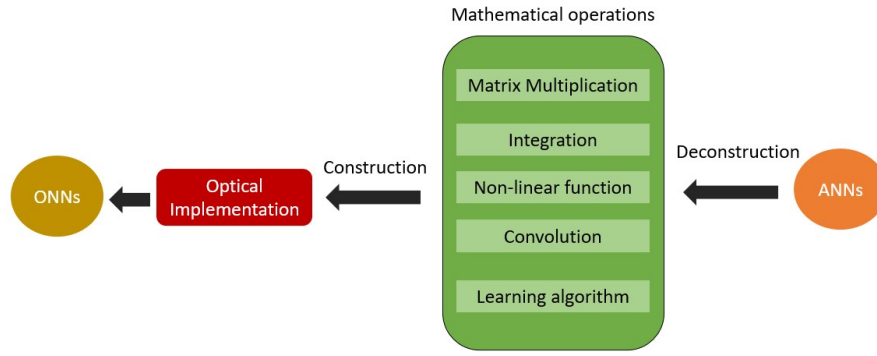 Mathematical operations
Matrix Multiplication
Integration
Non-linear function
Convolution
Learning algorithm
Deconstruction
ANNs
Construction
Optical
Implementation
ONNs